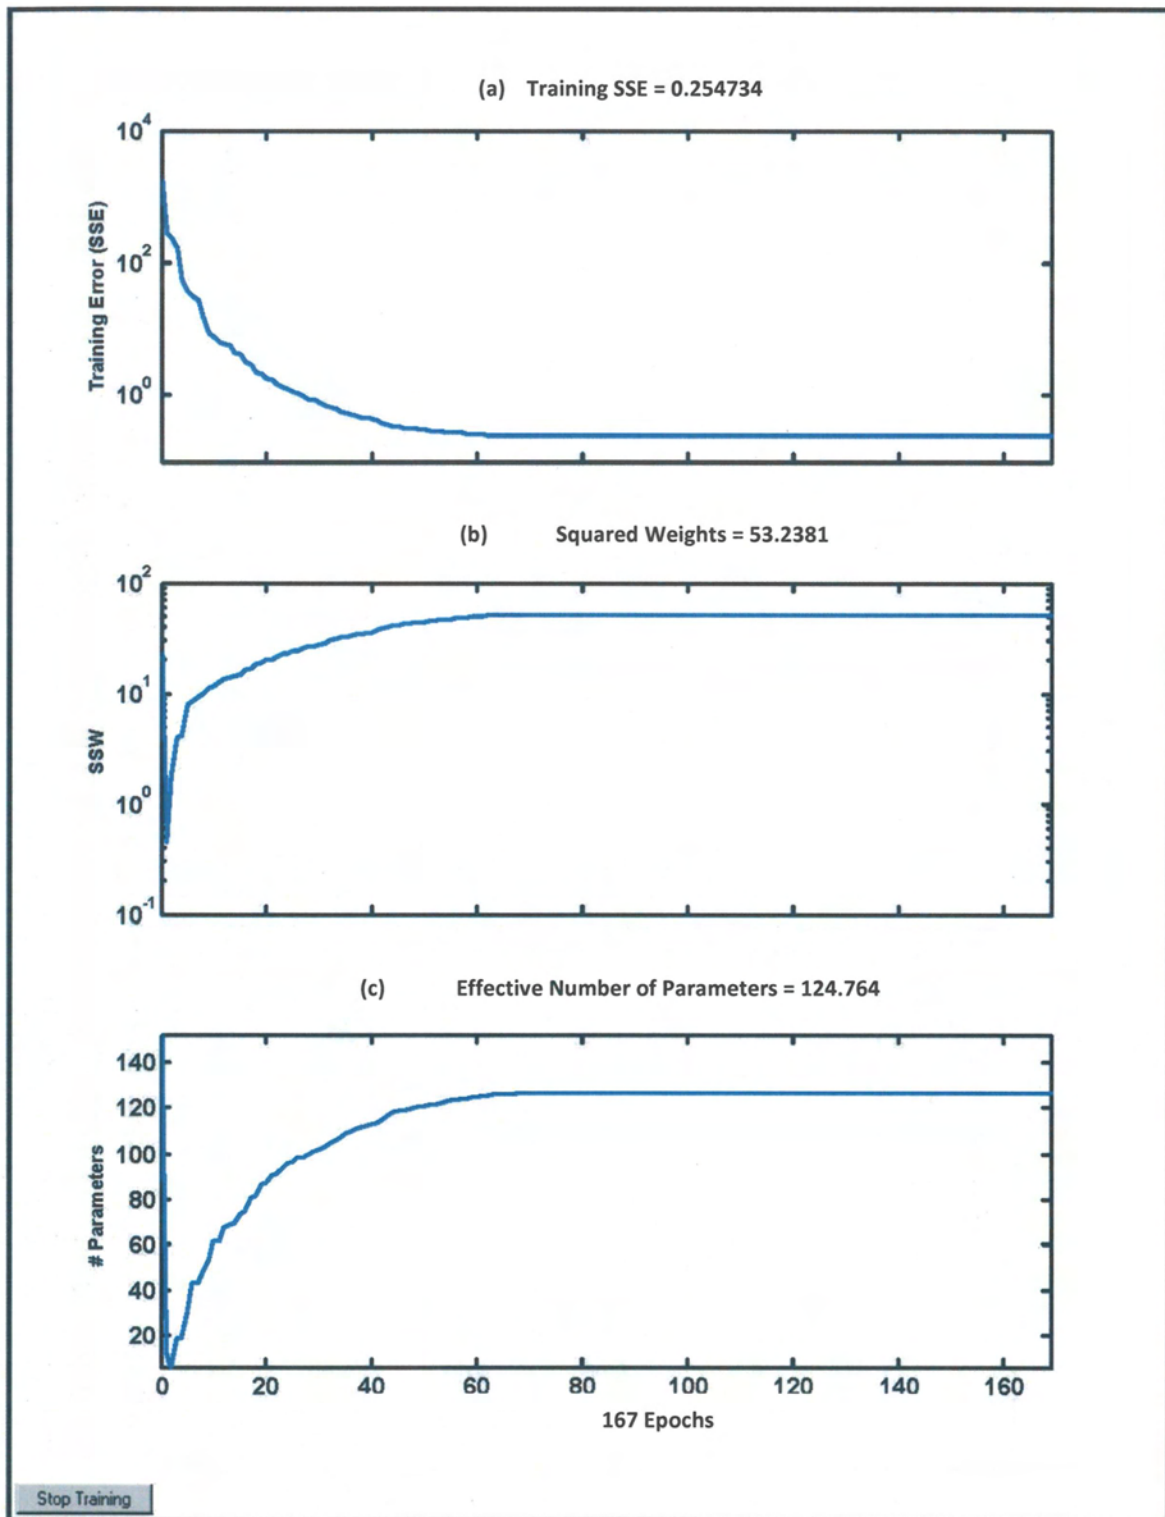 (a) Training SSE = 0.254734
10^4
10^2
10^0
Training Error (SSE)
(b) Squared Weights = 53.2381
10^2
10^1
10^0
10^-1
SSW
(c) Effective Number of Parameters = 124.764
140
120
100
80
60
40
20
# Parameters
0 20 40 60 80 100 120 140 160
167 Epochs
Stop Training